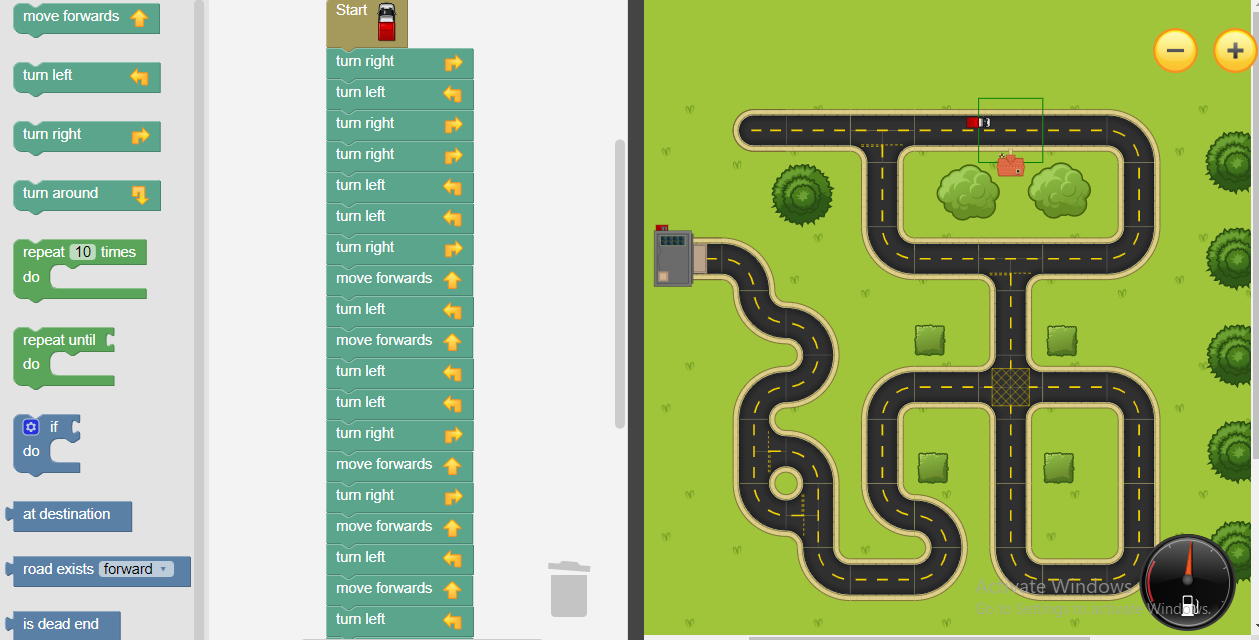 move forwards
turn left
turn right
turn around
repeat 10 times
do
repeat until
do
if
do
at destination
road exists forward
is dead end
Start
turn right
turn left
turn right
turn right
turn left
turn left
turn right
move forwards
turn left
move forwards
turn left
turn left
turn right
move forwards
turn right
move forwards
turn left
move forwards
turn left
Activate Windows
Windows.